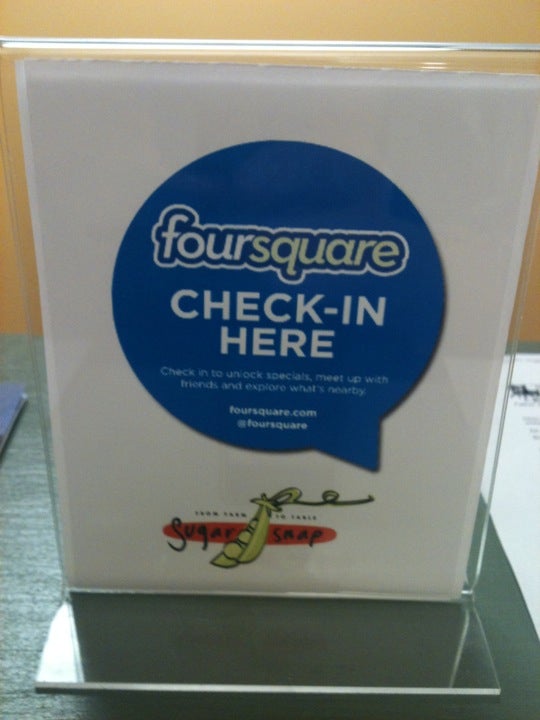 foursquare
CHECK-IN
HERE
Check in to unlock specials, meet up with
friends and explore what's nearby.
foursquare.com
@foursquare
FROM FARM TO TABLE
Sugar snap